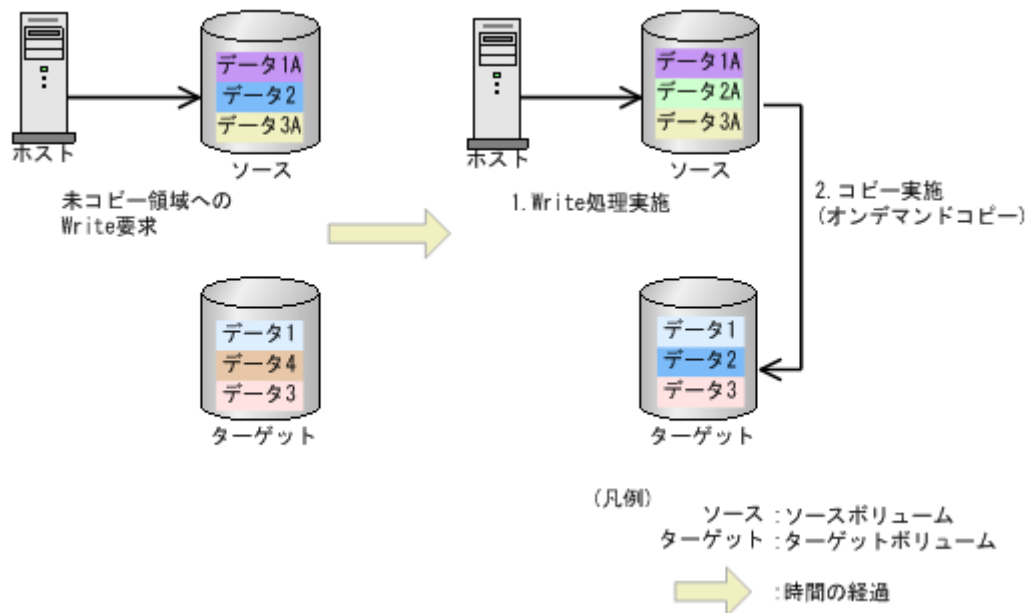 データ1A
データ2
データ3A
ホスト
ソース
未コピー領域への
Write要求
データ1
データ4
データ3
ターゲット
データ1A
データ2A
データ3A
ホスト
ソース
1.Write処理実施
2.コピー実施
(オンデマンドコピー)
データ1
データ2
データ3
ターゲット
(凡例)
ソース :ソースボリューム
ターゲット :ターゲットボリューム
:時間の経過